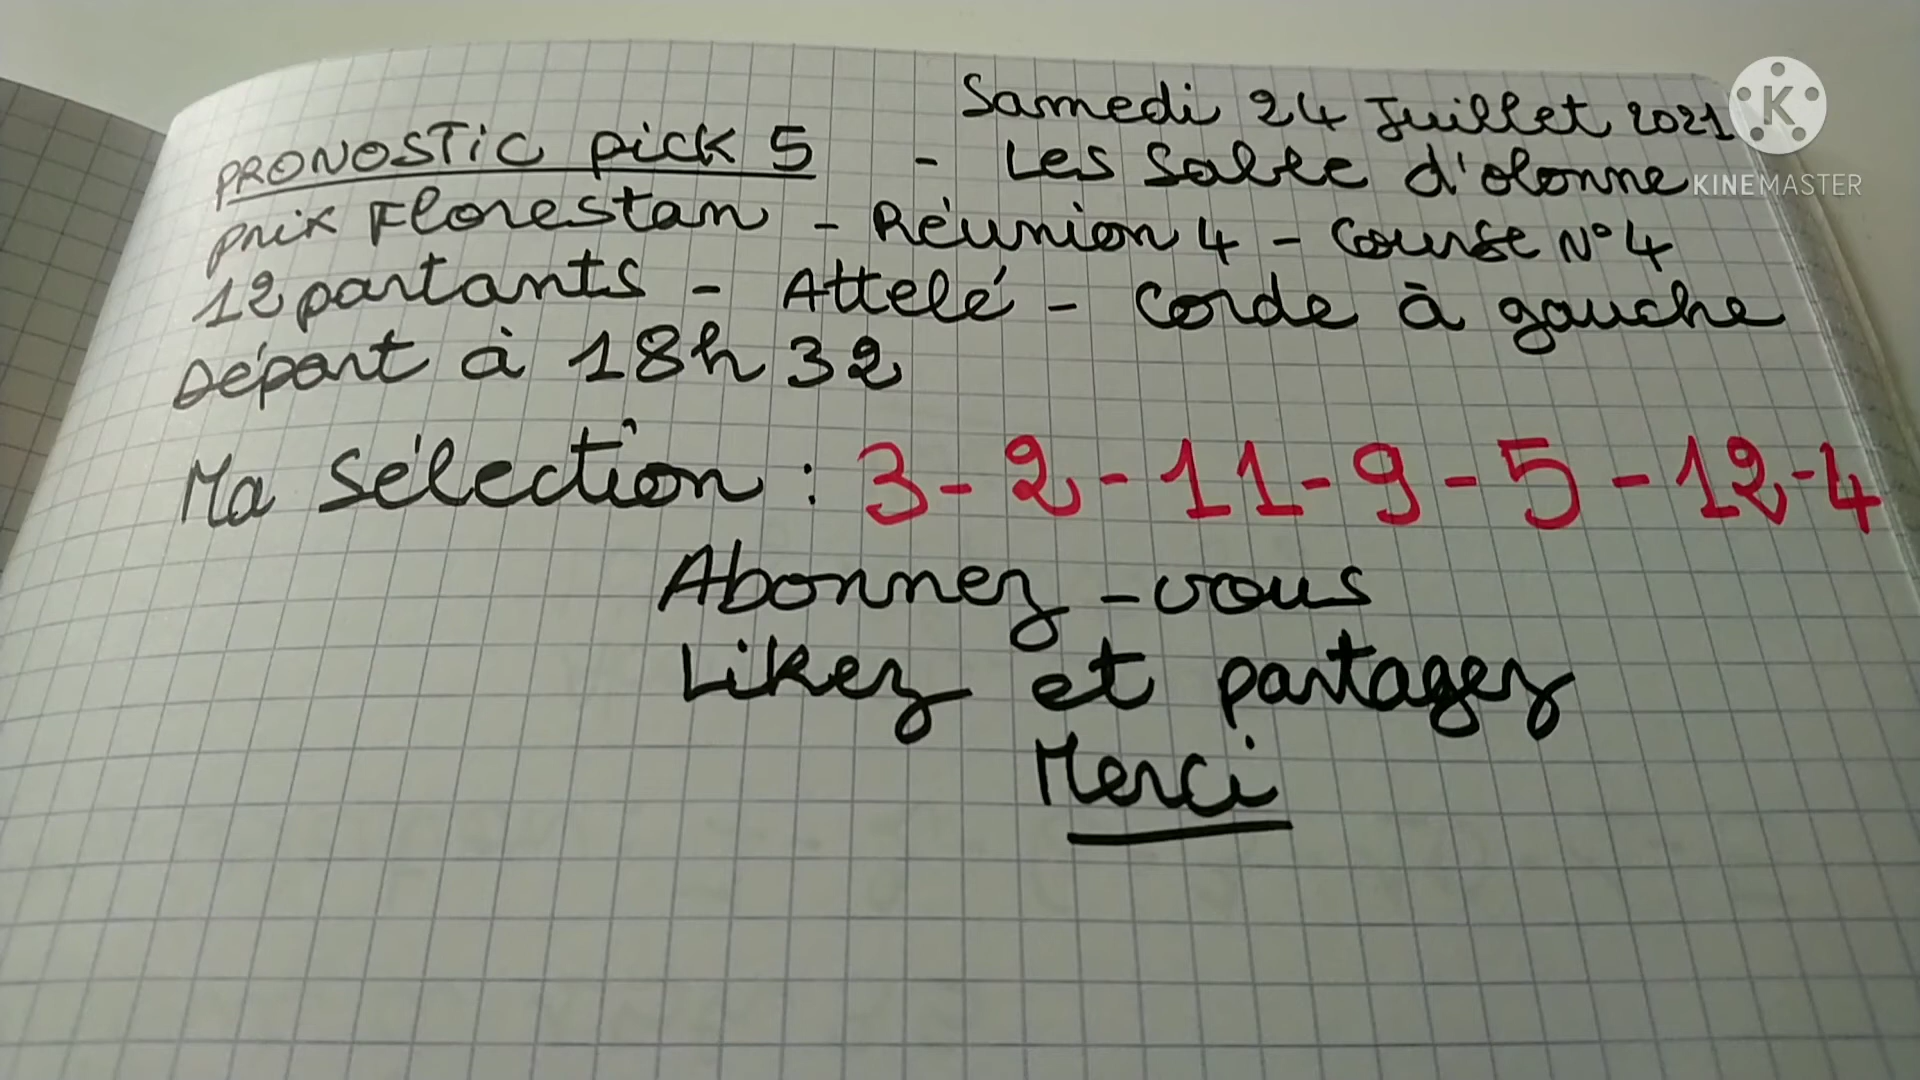 Samedi 24 Juillet 2021
PRONOSTIC pick 5 - Les Sable d'olonne
prix Florestan - Réunion 4 - Course N°4
12 partants - Attelé - Corde à gauche
Départ à 18h32
Ma Sélection : 3-2-11-9-5-12-4
Abonnez-vous
Likez et partagez
Merci
K
KINEMASTER